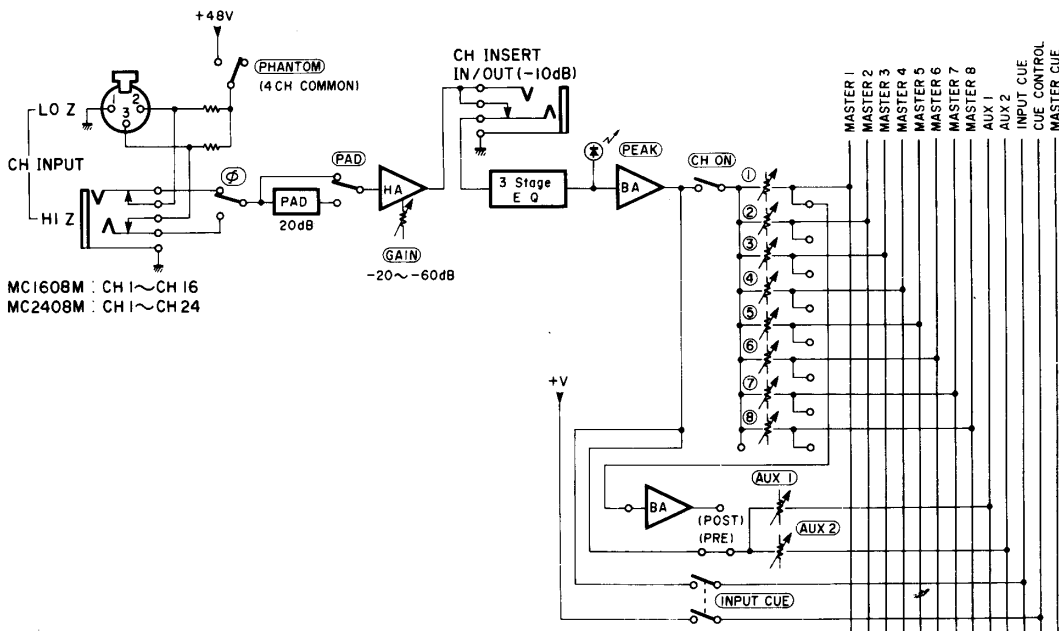 +48V
PHANTOM
(4 CH COMMON)
CH INSERT
IN/OUT (-10dB)
1
2
3
LO Z
CH INPUT
HI Z
Ø
PAD
PAD
20dB
HA
GAIN
-20~-60dB
3 Stage
E Q
PEAK
BA
CH ON
MC1608M : CH 1~CH 16
MC2408M : CH 1~CH 24
①
②
③
④
⑤
⑥
⑦
⑧
+V
BA
(POST)
(PRE)
AUX 1
AUX 2
INPUT CUE
MASTER 1
MASTER 2
MASTER 3
MASTER 4
MASTER 5
MASTER 6
MASTER 7
MASTER 8
AUX 1
AUX 2
INPUT CUE
CUE CONTROL
MASTER CUE